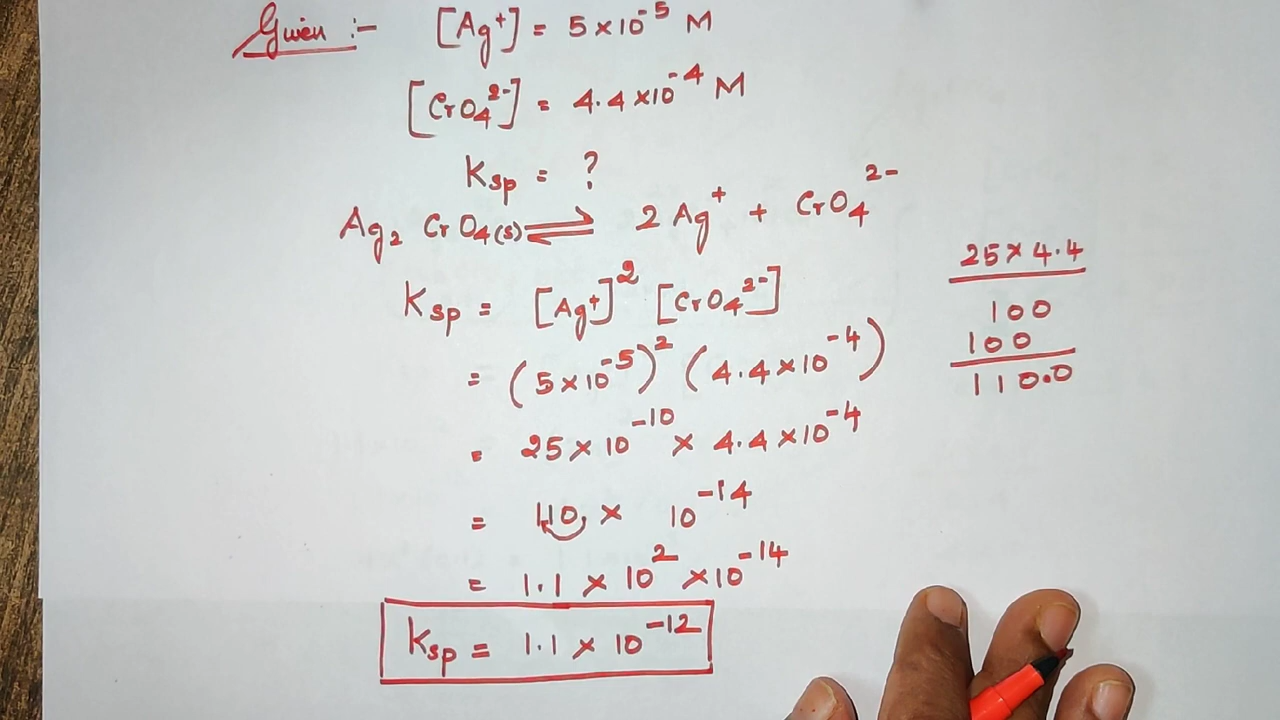 Given :- [Ag⁺] = 5×10⁻⁵ M
[CrO₄²⁻] = 4.4×10⁻⁴ M
Ksp = ?
Ag₂ CrO₄(s) ⇌ 2Ag⁺ + CrO₄²⁻
Ksp = [Ag⁺]² [CrO₄²⁻]
= (5×10⁻⁵)² (4.4×10⁻⁴)
= 25×10⁻¹⁰ × 4.4×10⁻⁴
= 110. × 10⁻¹⁴
= 1.1 × 10² ×10⁻¹⁴
Ksp = 1.1 × 10⁻¹²
25×4.4
100
100
110.0